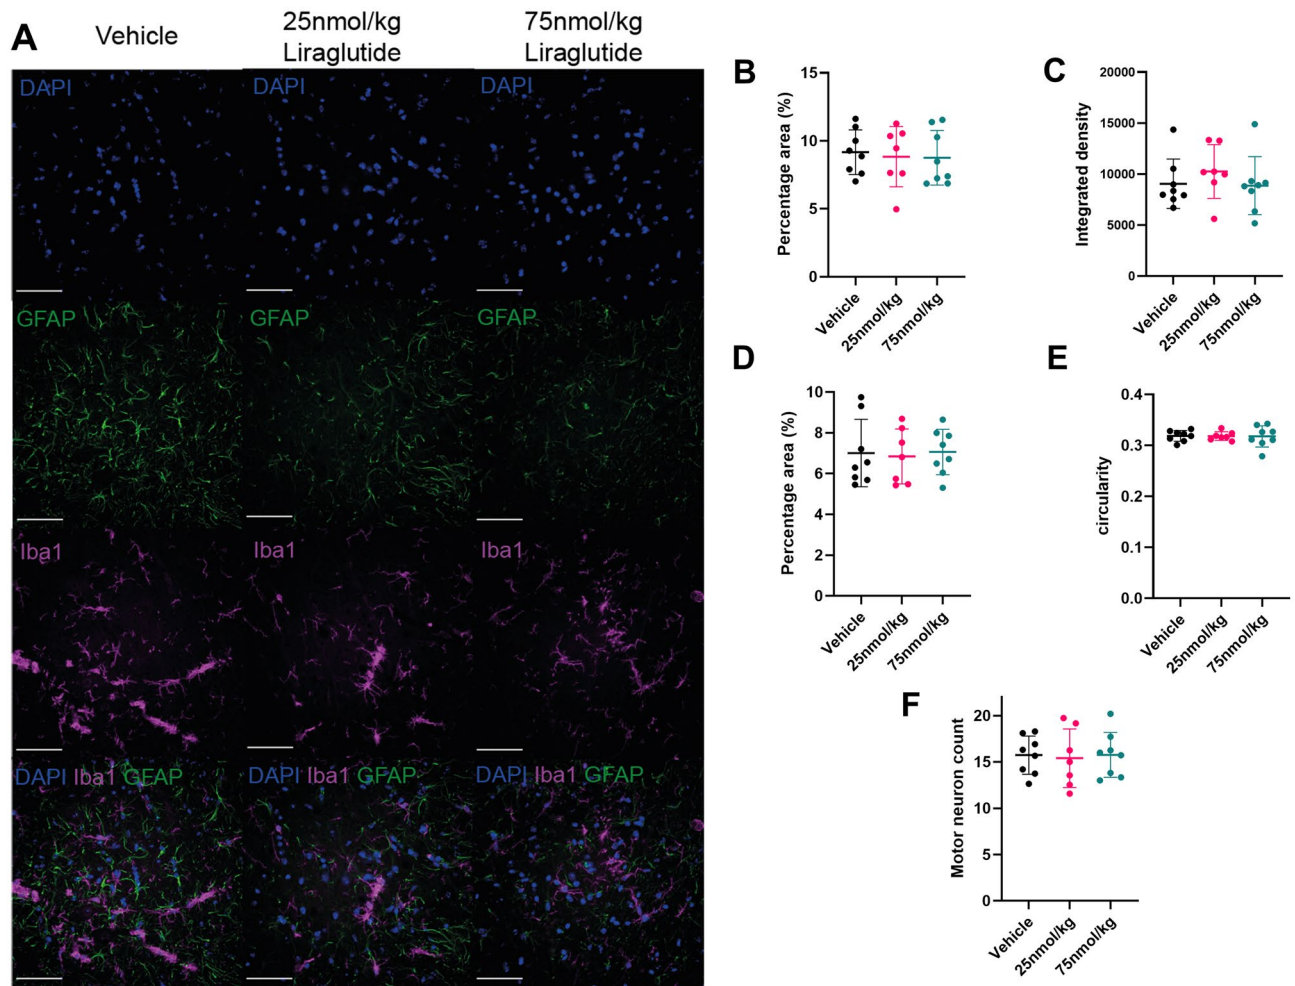 A
Vehicle
25nmol/kg
Liraglutide
75nmol/kg
Liraglutide
DAPI
DAPI
DAPI
GFAP
GFAP
GFAP
Iba1
Iba1
Iba1
DAPI Iba1 GFAP
DAPI Iba1 GFAP
DAPI Iba1 GFAP
B
Percentage area (%)
15
10
5
0
Vehicle
25nmol/kg
75nmol/kg
C
Integrated density
20000
15000
10000
5000
0
Vehicle
25nmol/kg
75nmol/kg
D
Percentage area (%)
10
8
6
4
2
0
Vehicle
25nmol/kg
75nmol/kg
E
circularity
0.4
0.3
0.2
0.1
0.0
Vehicle
25nmol/kg
75nmol/kg
F
Motor neuron count
20
15
10
5
0
Vehicle
25nmol/kg
75nmol/kg